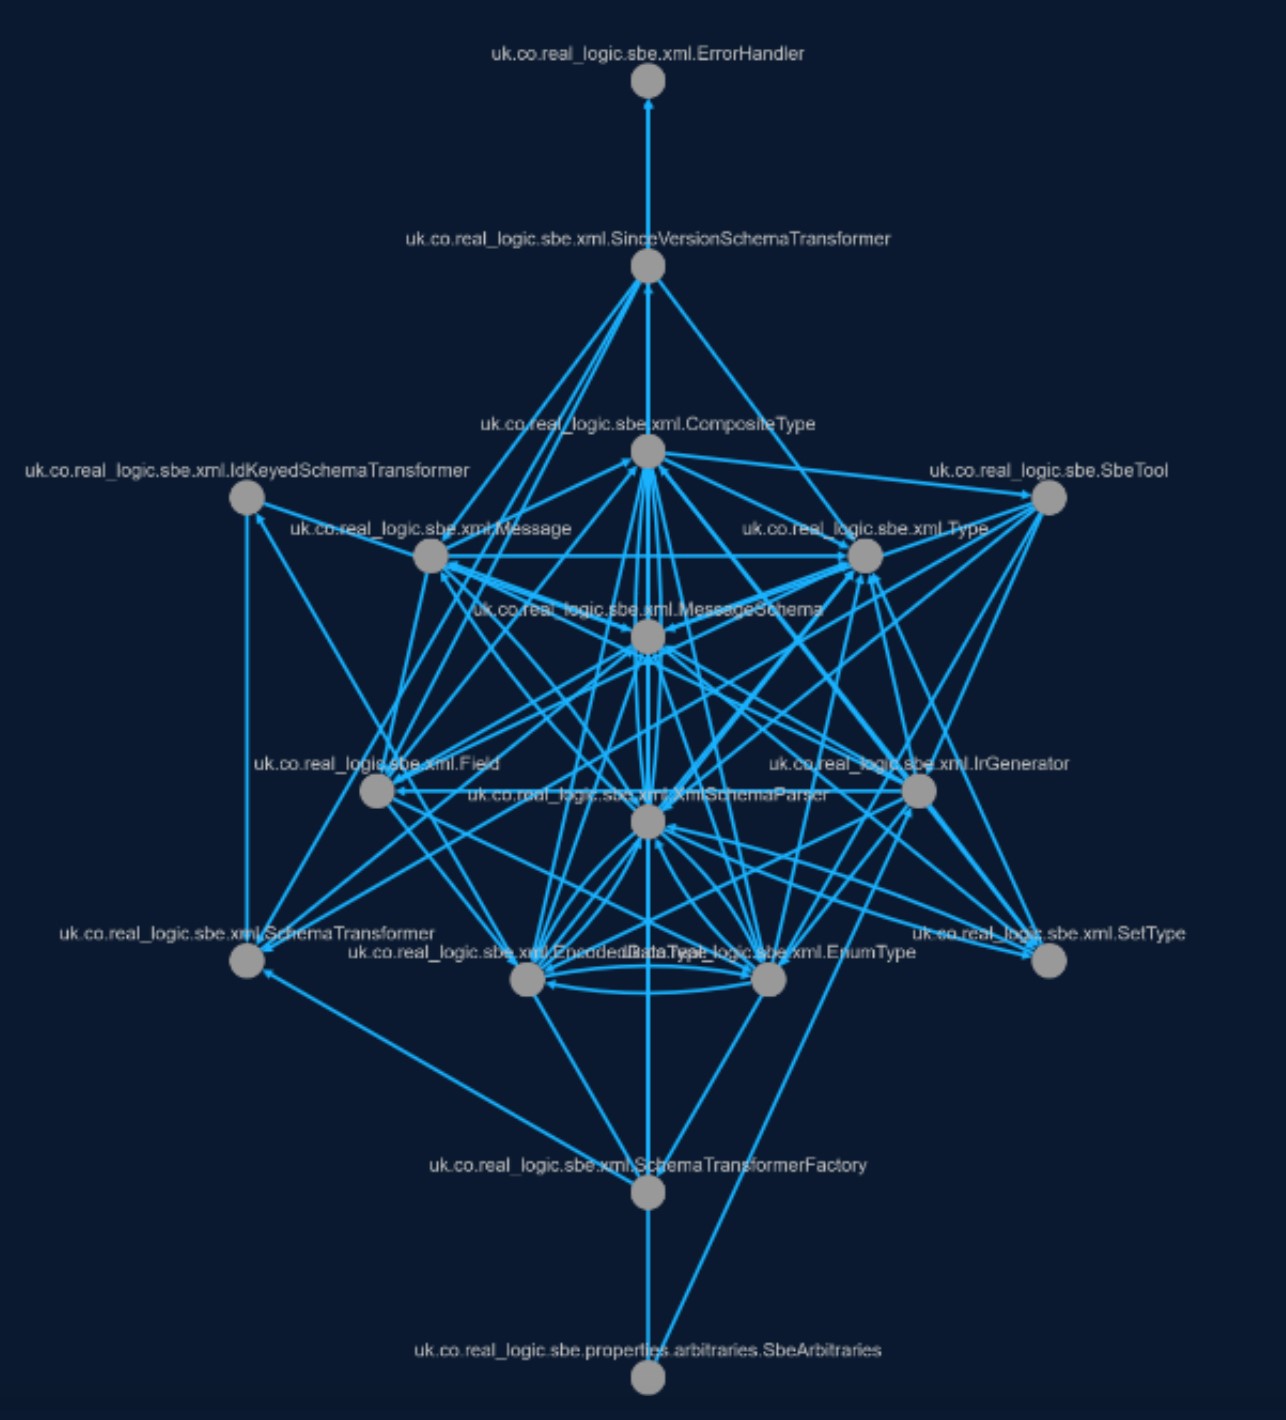 uk.co.real_logic.sbe.xml.ErrorHandler
uk.co.real_logic.sbe.xml.SinceVersionSchemaTransformer
uk.co.real_logic.sbe.xml.CompositeType
uk.co.real_logic.sbe.xml.IdKeyedSchemaTransformer
uk.co.real_logic.sbe.SbeTool
uk.co.real_logic.sbe.xml.Message
uk.co.real_logic.sbe.xml.Type
uk.co.real_logic.sbe.xml.MessageSchema
uk.co.real_logic.sbe.xml.Field
uk.co.real_logic.sbe.xml.IrGenerator
uk.co.real_logic.sbe.xml.XmlSchemaParser
uk.co.real_logic.sbe.xml.SchemaTransformer
uk.co.real_logic.sbe.xml.SetType
uk.co.real_logic.sbe.xml.EncodedDataType
uk.co.real_logic.sbe.xml.EnumType
uk.co.real_logic.sbe.xml.SchemaTransformerFactory
uk.co.real_logic.sbe.properties.arbitraries.SbeArbitraries